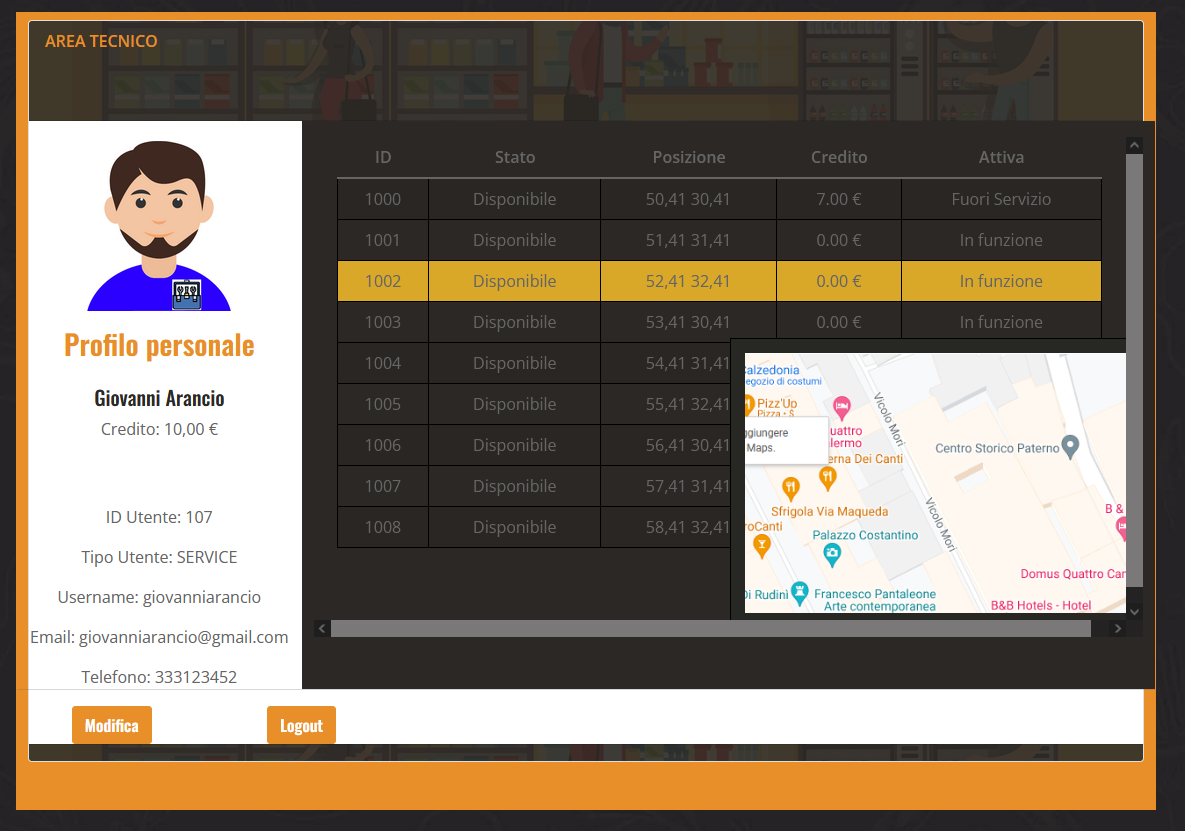 AREA TECNICO
Profilo personale
Giovanni Arancio
Credito: 10,00 €
ID Utente: 107
Tipo Utente: SERVICE
Username: giovanniarancio
Email: giovanniarancio@gmail.com
Telefono: 333123452
Modifica Logout
ID Stato Posizione Credito Attiva
1000 Disponibile 50,41 30,41 7.00 € Fuori Servizio
1001 Disponibile 51,41 31,41 0.00 € In funzione
1002 Disponibile 52,41 32,41 0.00 € In funzione
1003 Disponibile 53,41 30,41 0.00 € In funzione
1004 Disponibile 54,41 31,41
1005 Disponibile 55,41 32,41
1006 Disponibile 56,41 30,41
1007 Disponibile 57,41 31,41
1008 Disponibile 58,41 32,41
alzedonia
egozio di costumi
Pizz'Up
Pizza • $
ggiungere
Maps.
uattro
lermo
erna Dei Canti
Vicolo Mori
Centro Storico Paterno
Sfrigola Via Maqueda
roCanti
Palazzo Costantino
Vicolo Mori
B &
Domus Quattro Can
Di Rudinì
Francesco Pantaleone
Arte contemporanea
B&B Hotels - Hotel